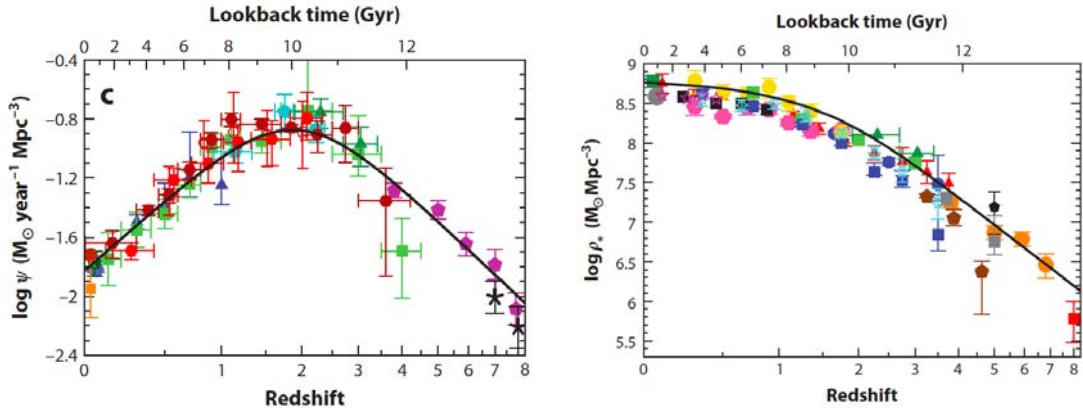 Lookback time (Gyr)
0 2 4 6 8 10 12
−0.4
−0.8
−1.2
−1.6
−2
−2.4
C
log ψ (M⊙ year−1 Mpc−3)
0 1 2 3 4 5 6 7 8
Redshift
Lookback time (Gyr)
0 2 4 6 8 10 12
9
8.5
8
7.5
7
6.5
6
5.5
log ρ* (M⊙ Mpc−3)
0 1 2 3 4 5 6 7 8
Redshift